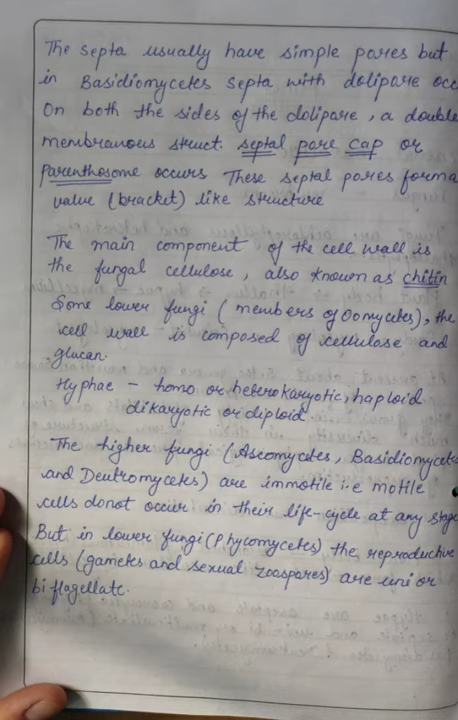 The septa usually have simple pores but
in Basidiomycetes septa with dolipore occ
On both the sides of the dolipore, a double
membranous struct. septal pore cap or
Parenthosome occurs These septal pores forma
value (bracket) like structure
The main component of the cell wall is
the fungal cellulose, also known as chitin
Some lower fungi (members of Oomycetes), the
cell wall is composed of cellulose and
glucan.
Hyphae - homo or heterokaryotic, haploid
dikaryotic or diploid.
The higher fungi (Ascomycetes, Basidiomycetes
and Deutromycetes) are immotile i.e motile
cells donot occur in their life-cycle at any stage
But in lower fungi (Phycomycetes) the reproductive
cells (gametes and sexual zoospores) are uni or
biflagellate.